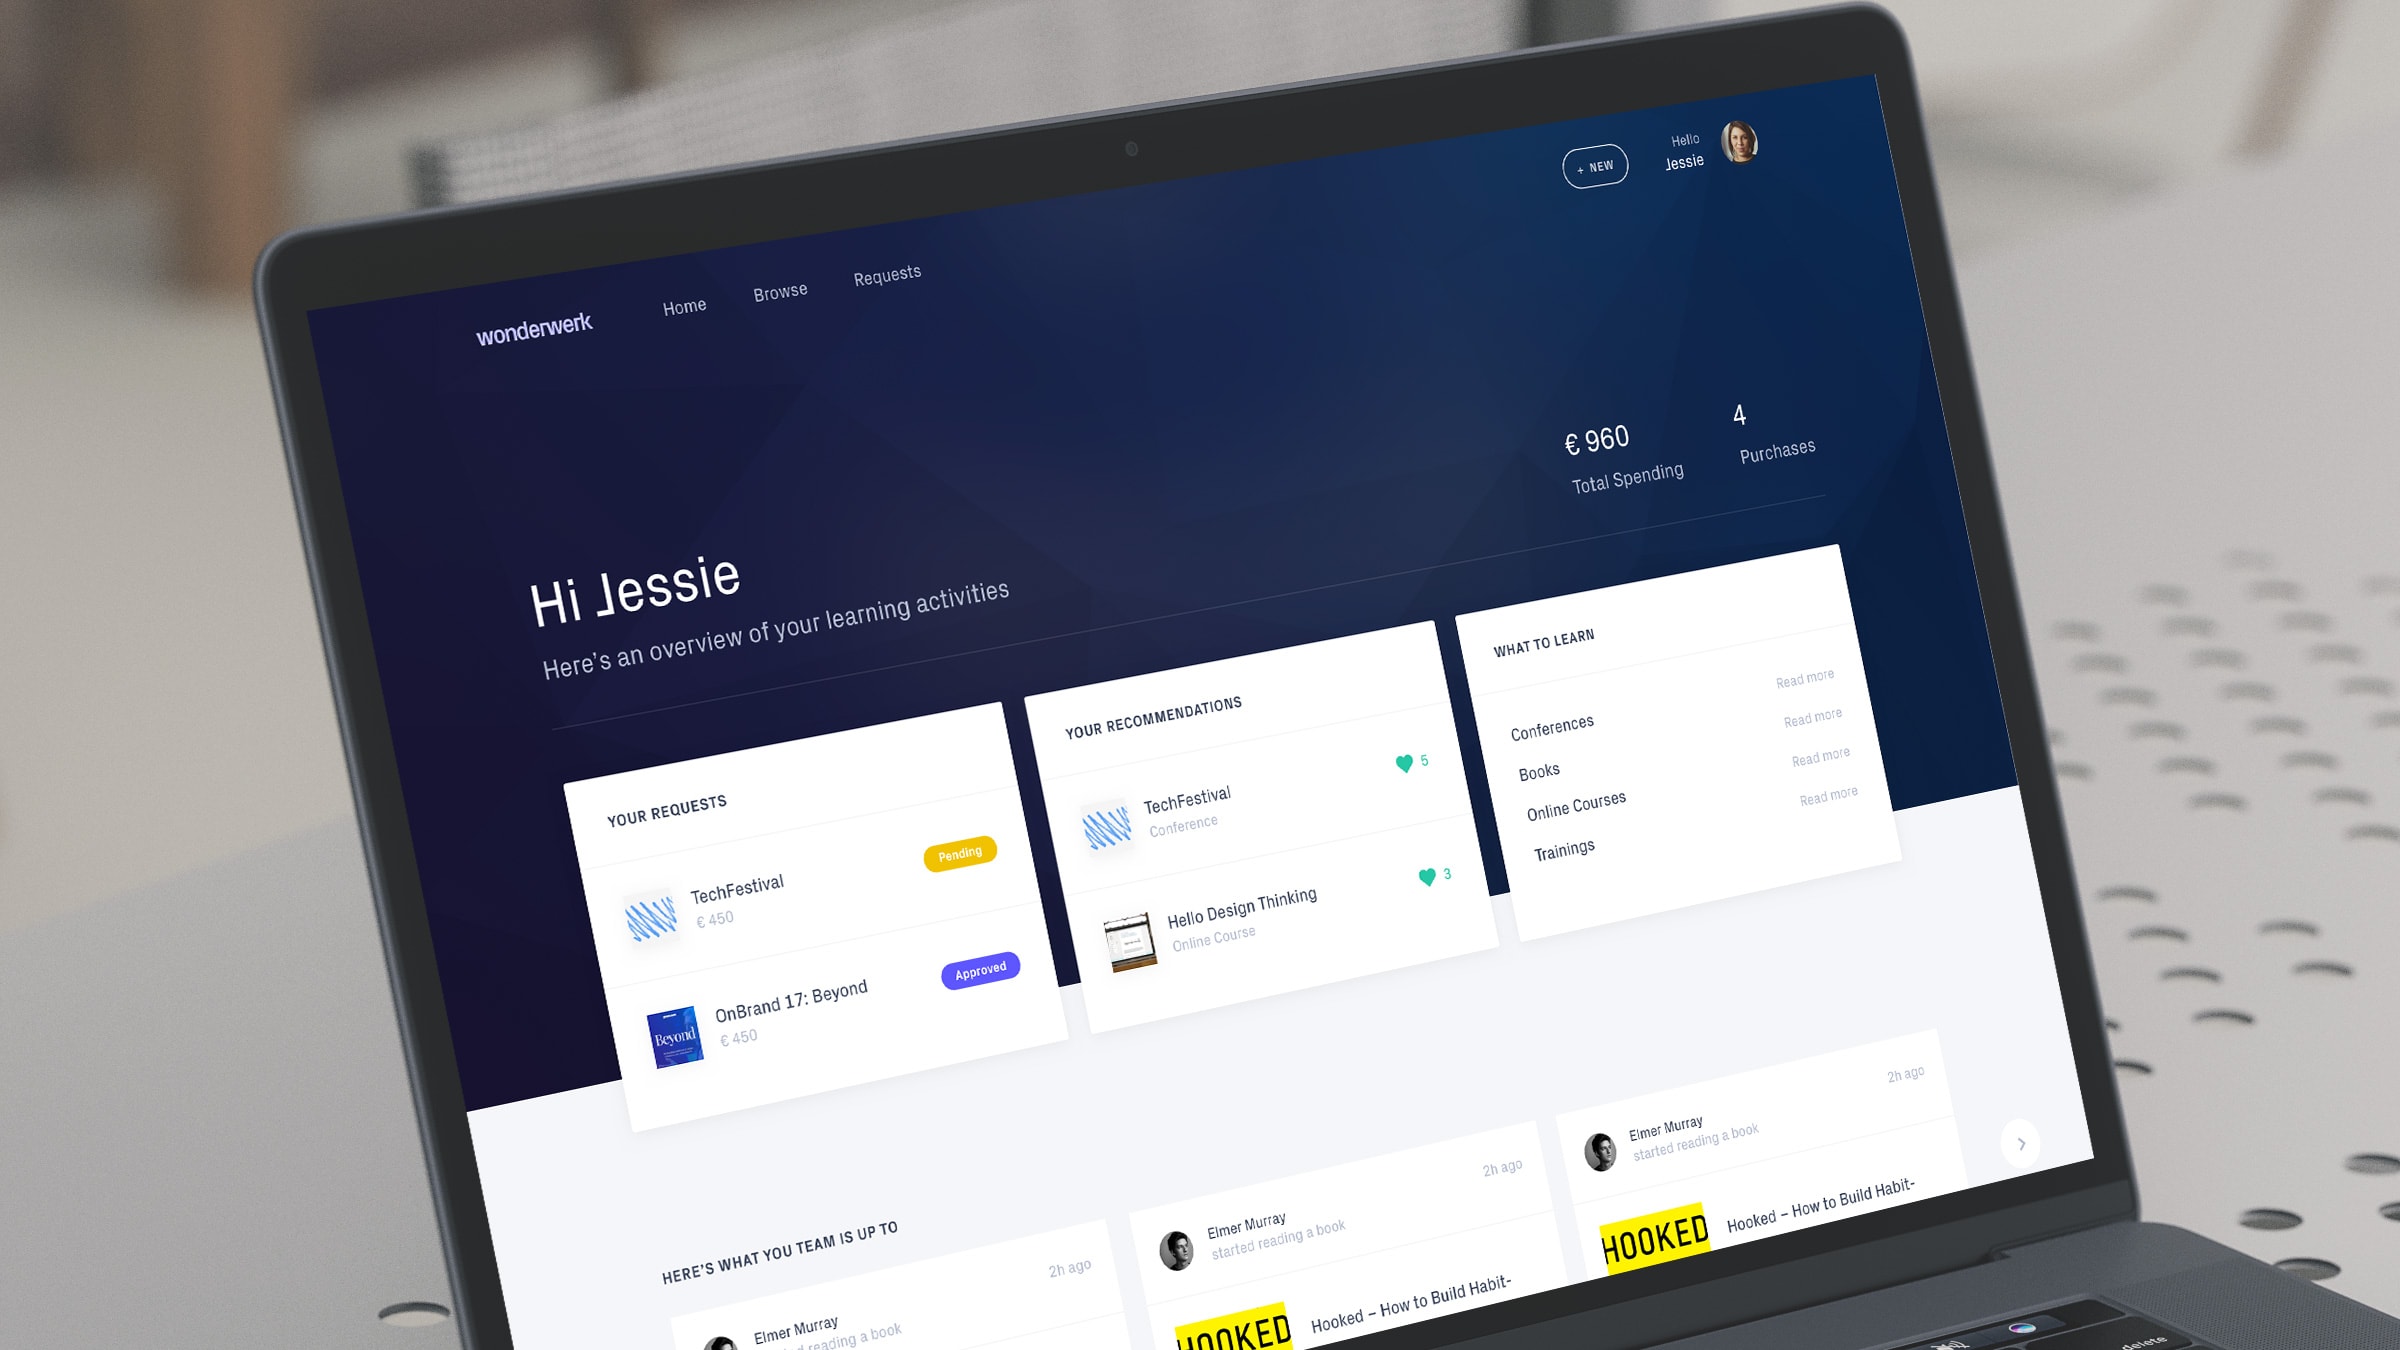 + NEW
Hello
Jessie
wonderwerk
Home
Browse
Requests
€ 960
Total Spending
4
Purchases
Hi Jessie
Here's an overview of your learning activities
YOUR REQUESTS
TechFestival
€ 450
Pending
Beyond
OnBrand 17: Beyond
€ 450
Approved
YOUR RECOMMENDATIONS
TechFestival
Conference
5
Hello Design Thinking
Online Course
3
WHAT TO LEARN
Conferences
Read more
Books
Read more
Online Courses
Read more
Trainings
Read more
HERE'S WHAT YOU TEAM IS UP TO
Elmer Murray
reading a book
2h ago
Elmer Murray
started reading a book
2h ago
HOOKED
Hooked – How to Build Habit-
Elmer Murray
started reading a book
2h ago
HOOKED
Hooked – How to Build Habit-
delete